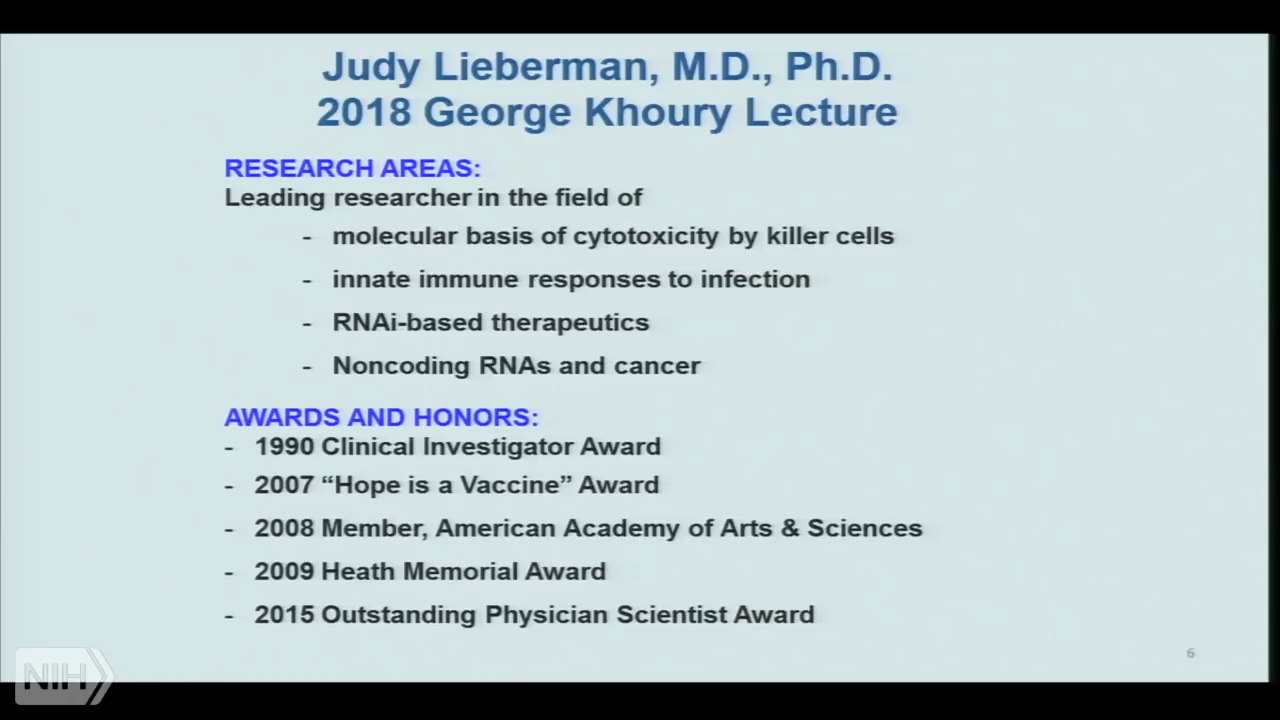 Judy Lieberman, M.D., Ph.D.
2018 George Khoury Lecture
RESEARCH AREAS:
Leading researcher in the field of
- molecular basis of cytotoxicity by killer cells
- innate immune responses to infection
- RNAi-based therapeutics
- Noncoding RNAs and cancer
AWARDS AND HONORS:
- 1990 Clinical Investigator Award
- 2007 “Hope is a Vaccine” Award
- 2008 Member, American Academy of Arts & Sciences
- 2009 Heath Memorial Award
- 2015 Outstanding Physician Scientist Award
6
NIH